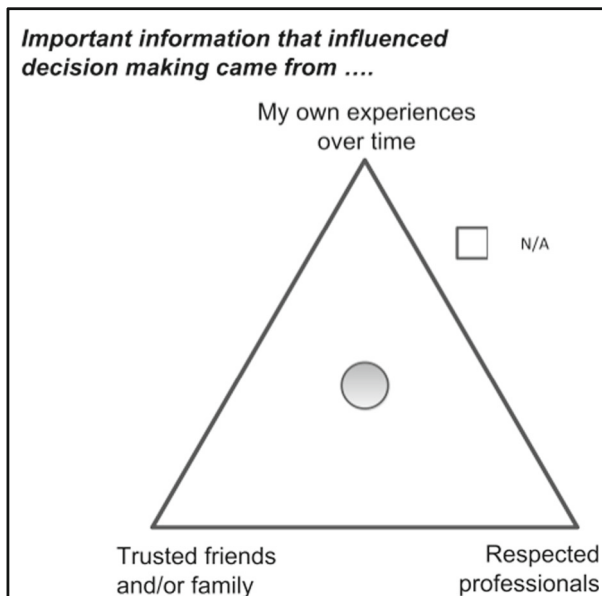 Important information that influenced
decision making came from ....
My own experiences
over time
N/A
Trusted friends
and/or family
Respected
professionals